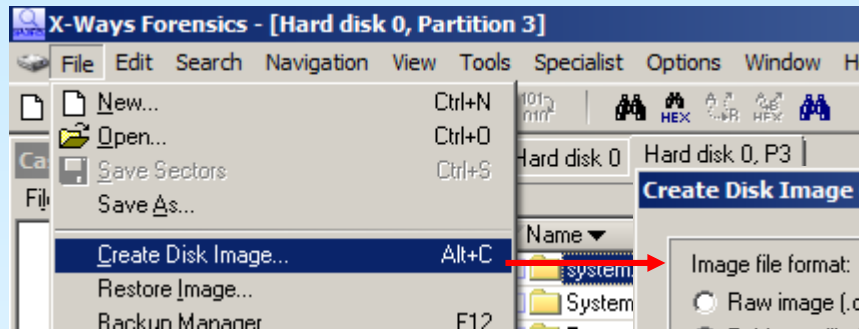 X-Ways Forensics - [Hard disk 0, Partition 3]
File Edit Search Navigation View Tools Specialist Options Window H
New... Ctrl+N
HEX HEX
Open... Ctrl+O
Hard disk 0 Hard disk 0, P3
Save Sectors Ctrl+S
Create Disk Image
Save As...
Name
Create Disk Image... Alt+C
system
Image file format:
Restore Image...
System
Raw image (.
Backup Manager F12